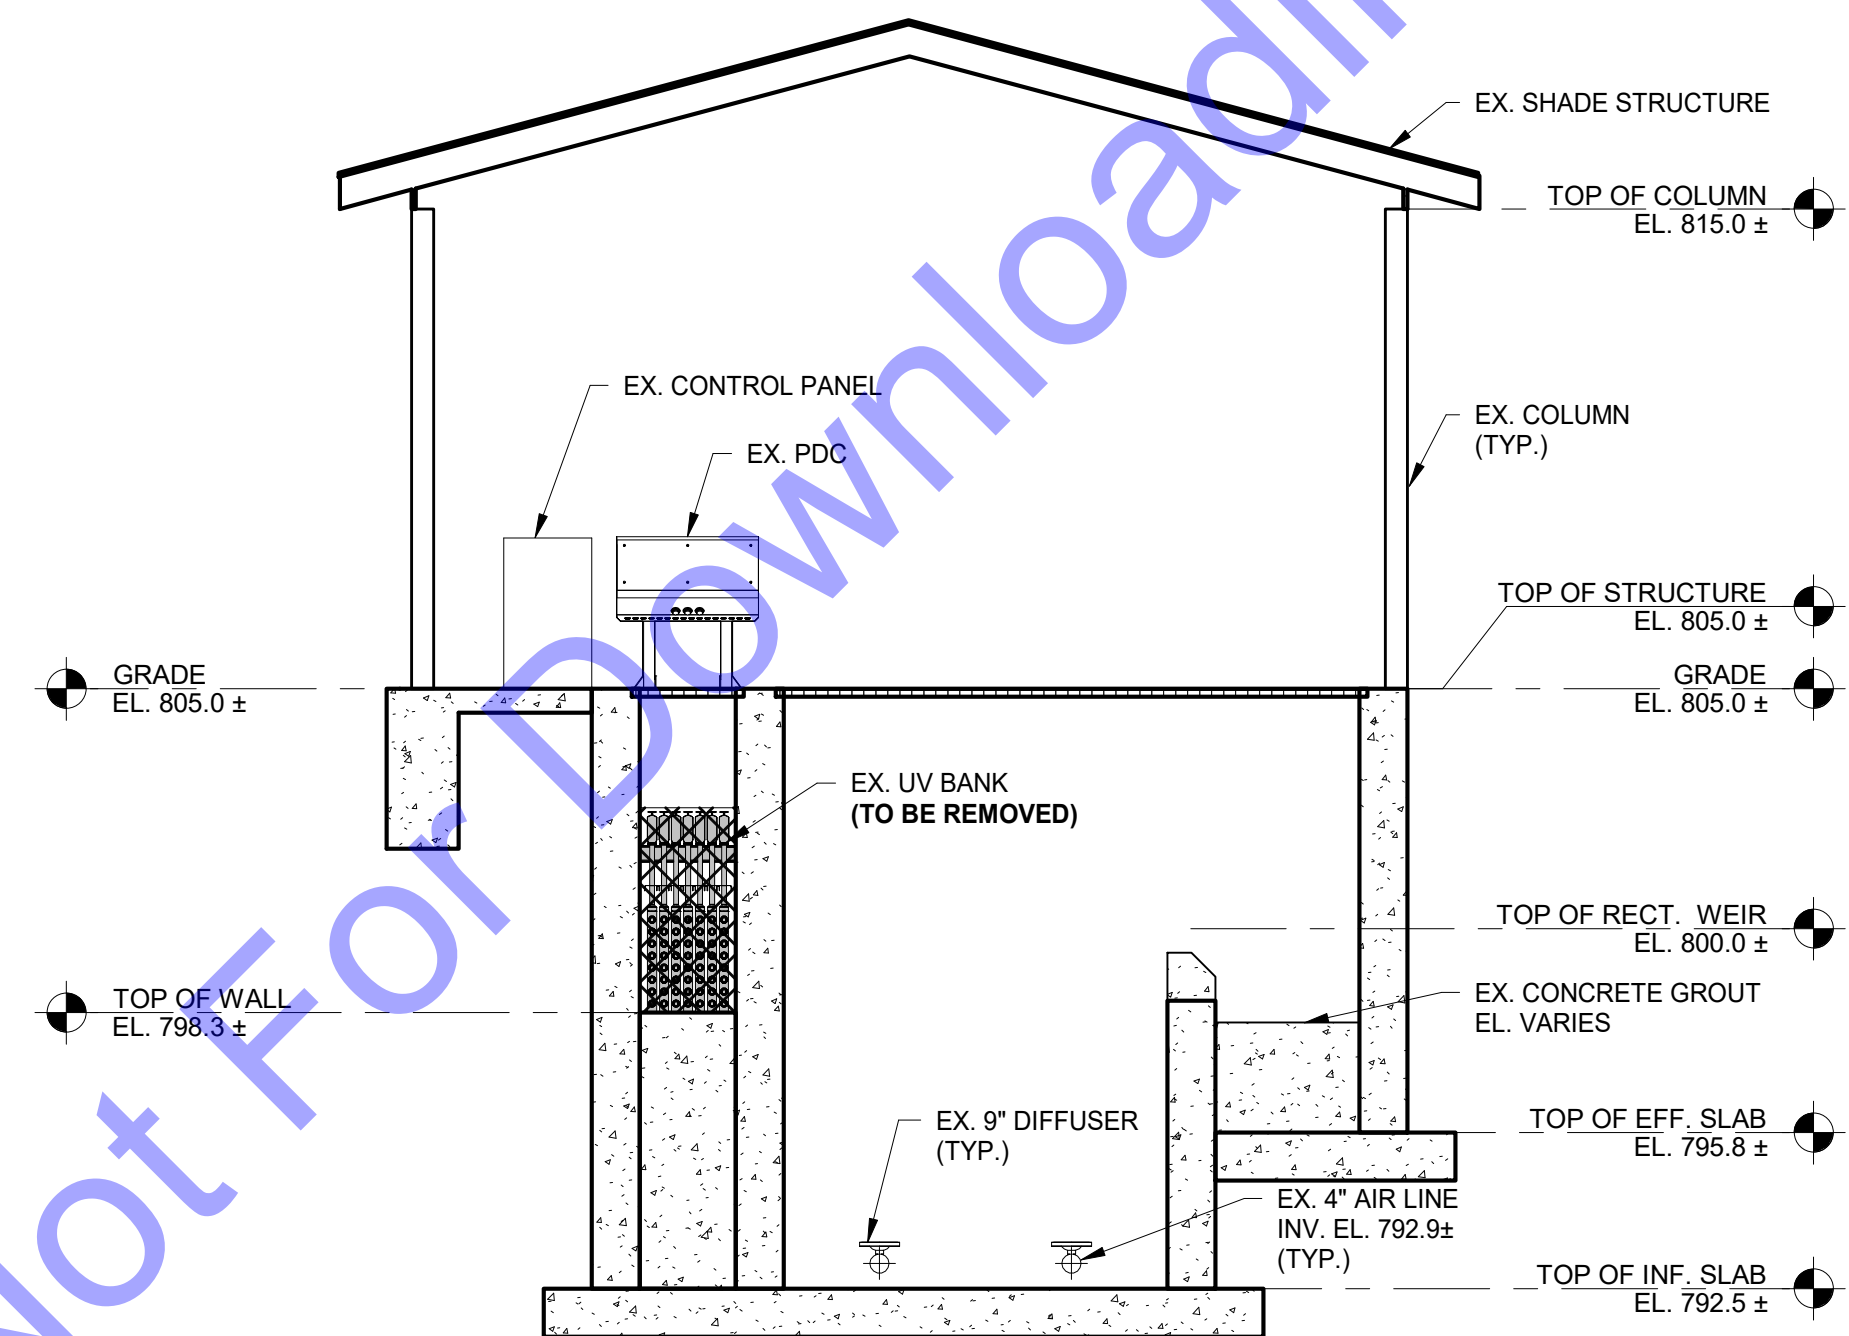 EX. SHADE STRUCTURE
TOP OF COLUMN
EL. 815.0 ±
EX. CONTROL PANEL
EX. COLUMN
(TYP.)
EX. PDC
TOP OF STRUCTURE
EL. 805.0 ±
GRADE
EL. 805.0 ±
GRADE
EL. 805.0 ±
EX. UV BANK
(TO BE REMOVED)
TOP OF RECT. WEIR
EL. 800.0 ±
TOP OF WALL
EL. 798.3 ±
EX. CONCRETE GROUT
EL. VARIES
EX. 9" DIFFUSER
(TYP.)
TOP OF EFF. SLAB
EL. 795.8 ±
EX. 4" AIR LINE
INV. EL. 792.9±
(TYP.)
TOP OF INF. SLAB
EL. 792.5 ±
Not For Downloadi